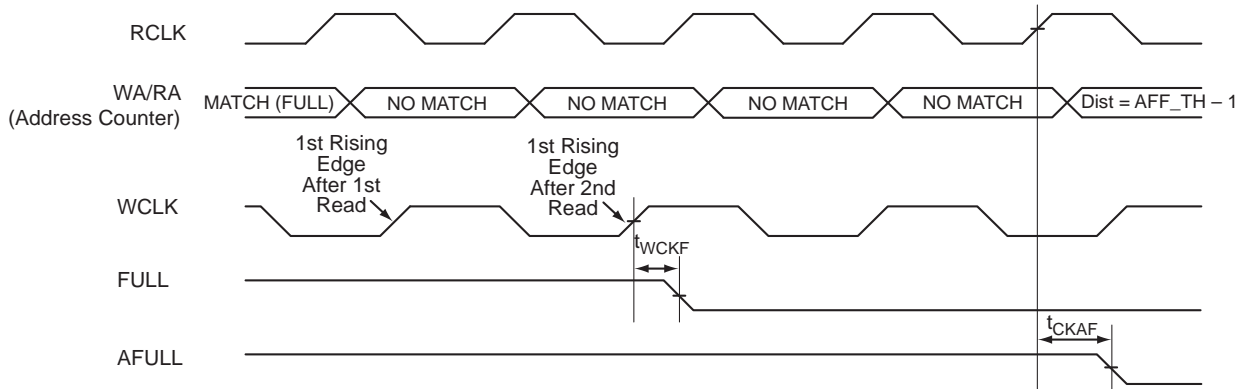 RCLK
WA/RA
(Address Counter)
MATCH (FULL)
NO MATCH
NO MATCH
NO MATCH
NO MATCH
Dist = AFF_TH – 1
1st Rising
Edge
After 1st
Read
1st Rising
Edge
After 2nd
Read
WCLK
tWCKF
FULL
tCKAF
AFULL